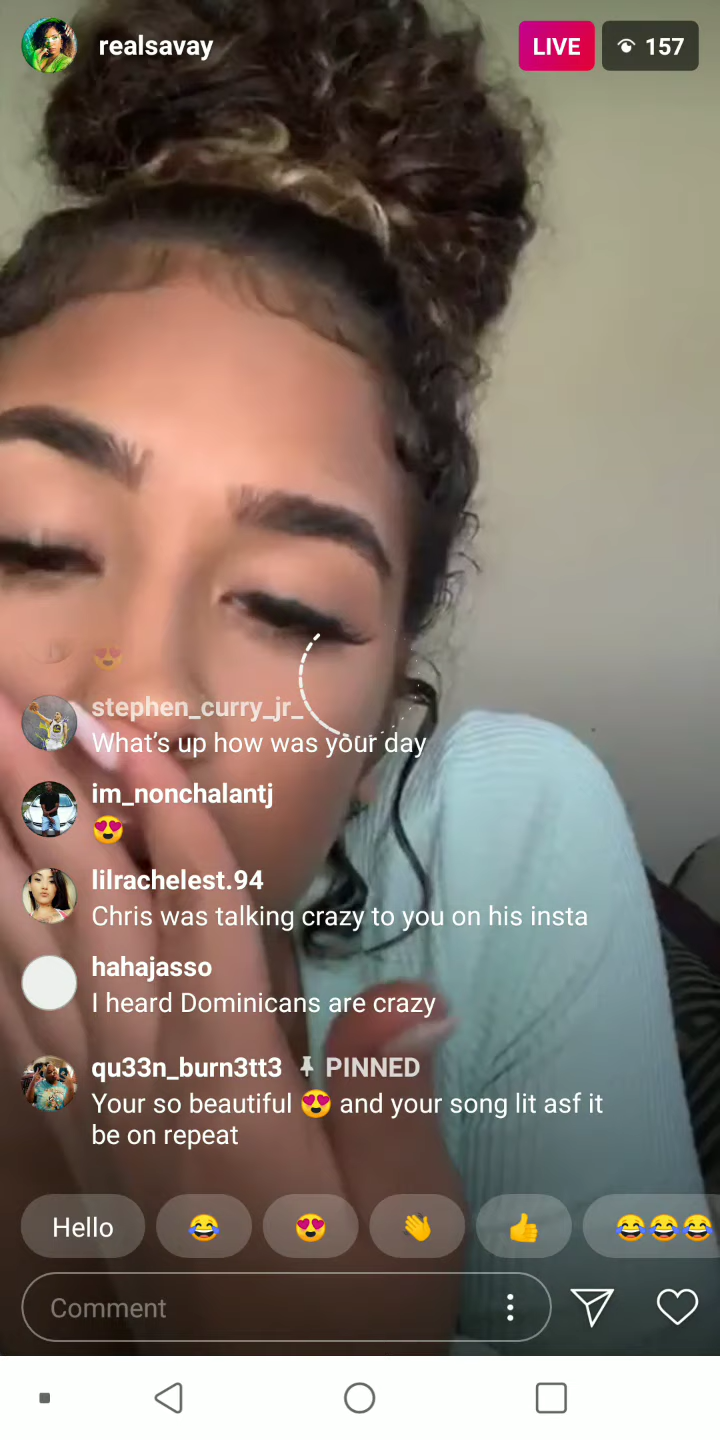 realsavay
LIVE
157
stephen_curry_jr_
What's up how was your day
im_nonchalantj
😍
lilrachelest.94
Chris was talking crazy to you on his insta
hahajasso
I heard Dominicans are crazy
qu33n_burn3tt3 PINNED
Your so beautiful 😍 and your song lit asf it
be on repeat
Hello 😂 😍 👋 👍 😂😂😂
Comment